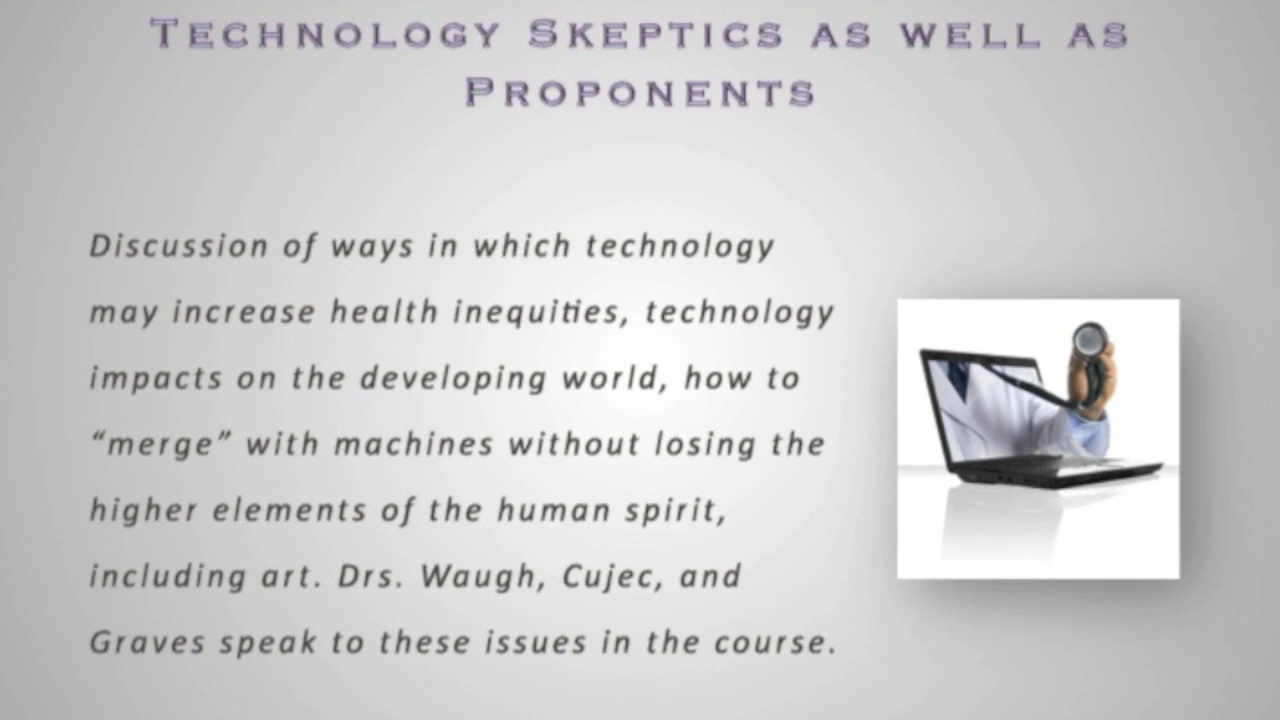 Technology Skeptics as well as
Proponents
Discussion of ways in which technology
may increase health inequities, technology
impacts on the developing world, how to
“merge” with machines without losing the
higher elements of the human spirit,
including art. Drs. Waugh, Cujec, and
Graves speak to these issues in the course.